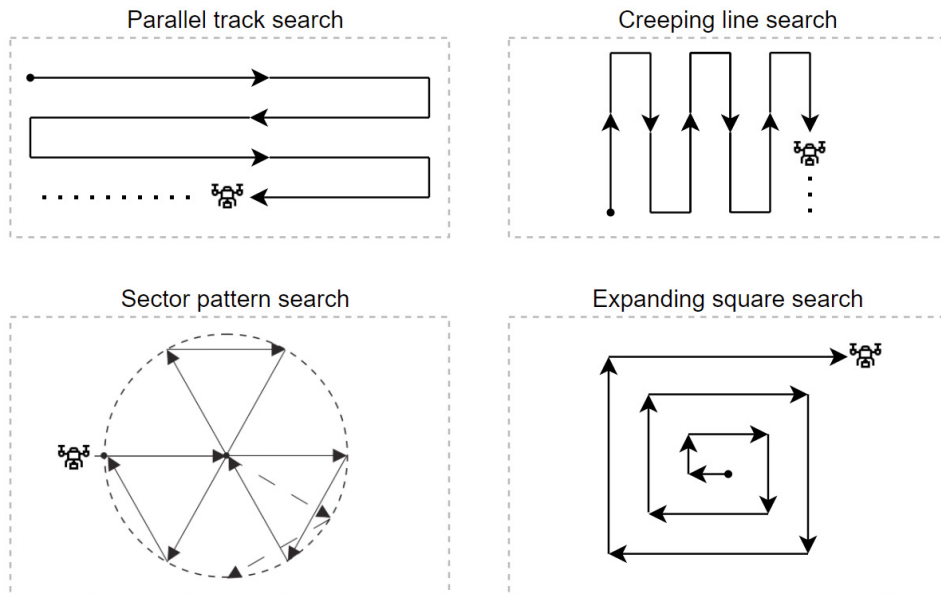 Parallel track search
Creeping line search
Sector pattern search
Expanding square search